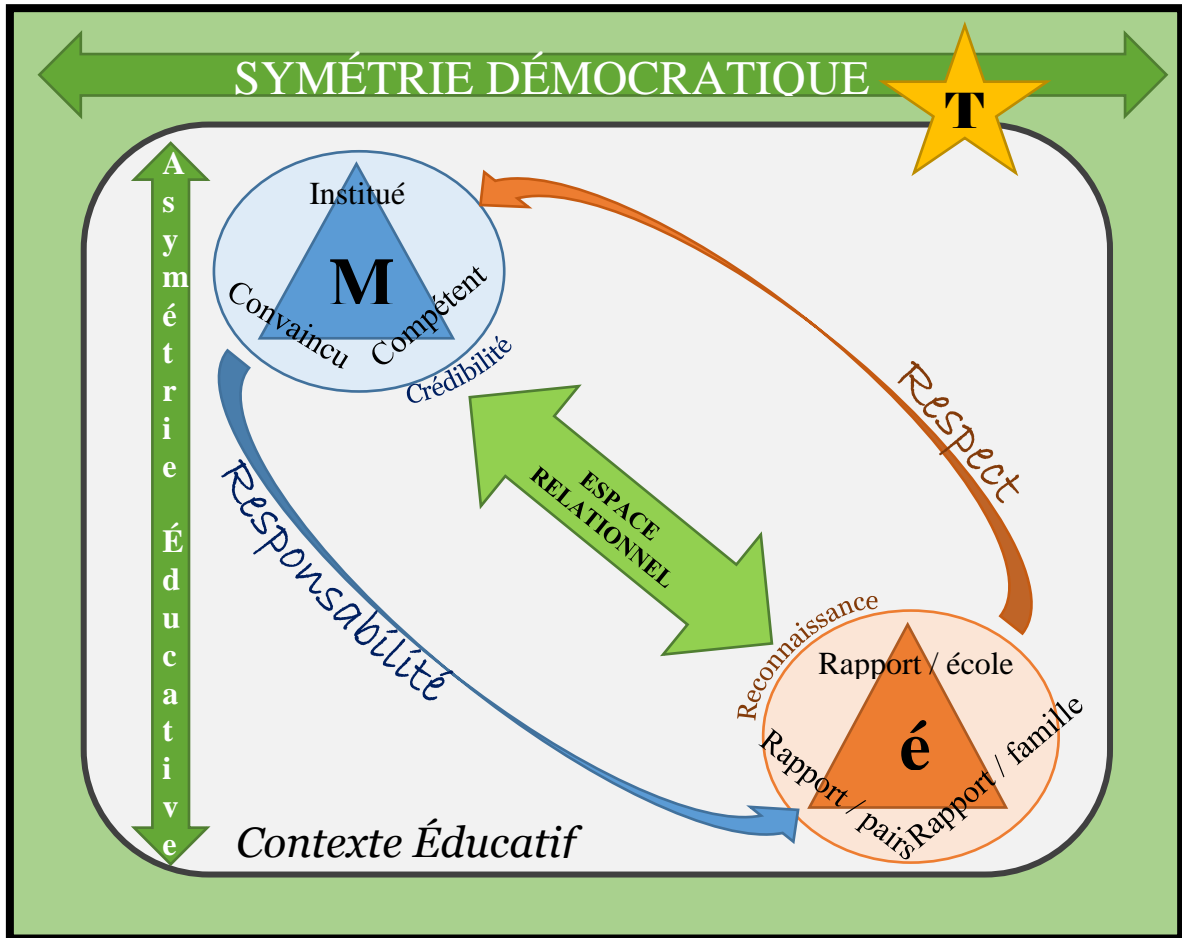 SYMÉTRIE DÉMOCRATIQUE
T
Asymétrie Éducative
Institué
M
Convaincu
Compétent
Crédibilité
Respect
ESPACE
RELATIONNEL
Responsabilité
Reconnaissance
Rapport / école
é
Rapport / pairs
Rapport / famille
Contexte Éducatif